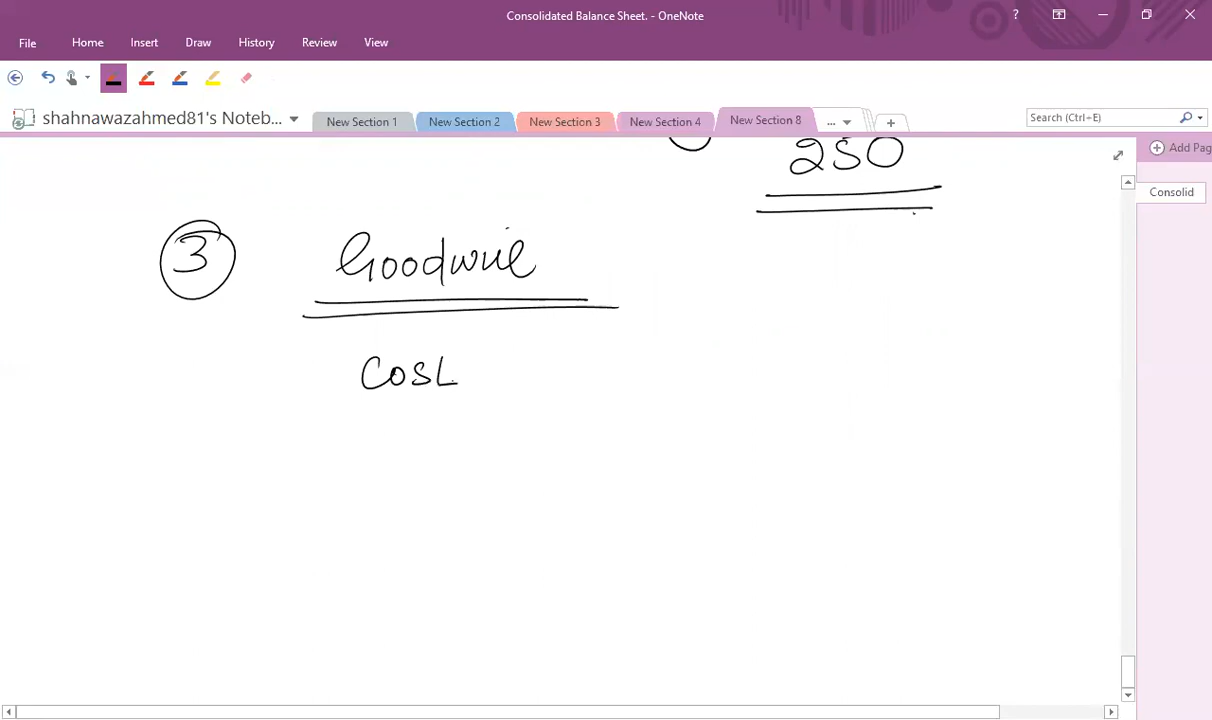 Consolidated Balance Sheet. - OneNote
?
File Home Insert Draw History Review View
shahnawazahmed81's Noteb... New Section 1 New Section 2 New Section 3 New Section 4 New Section 8 ... + Search (Ctrl+E)
250
Add Pag
Consolid
3 Goodwill
Cost